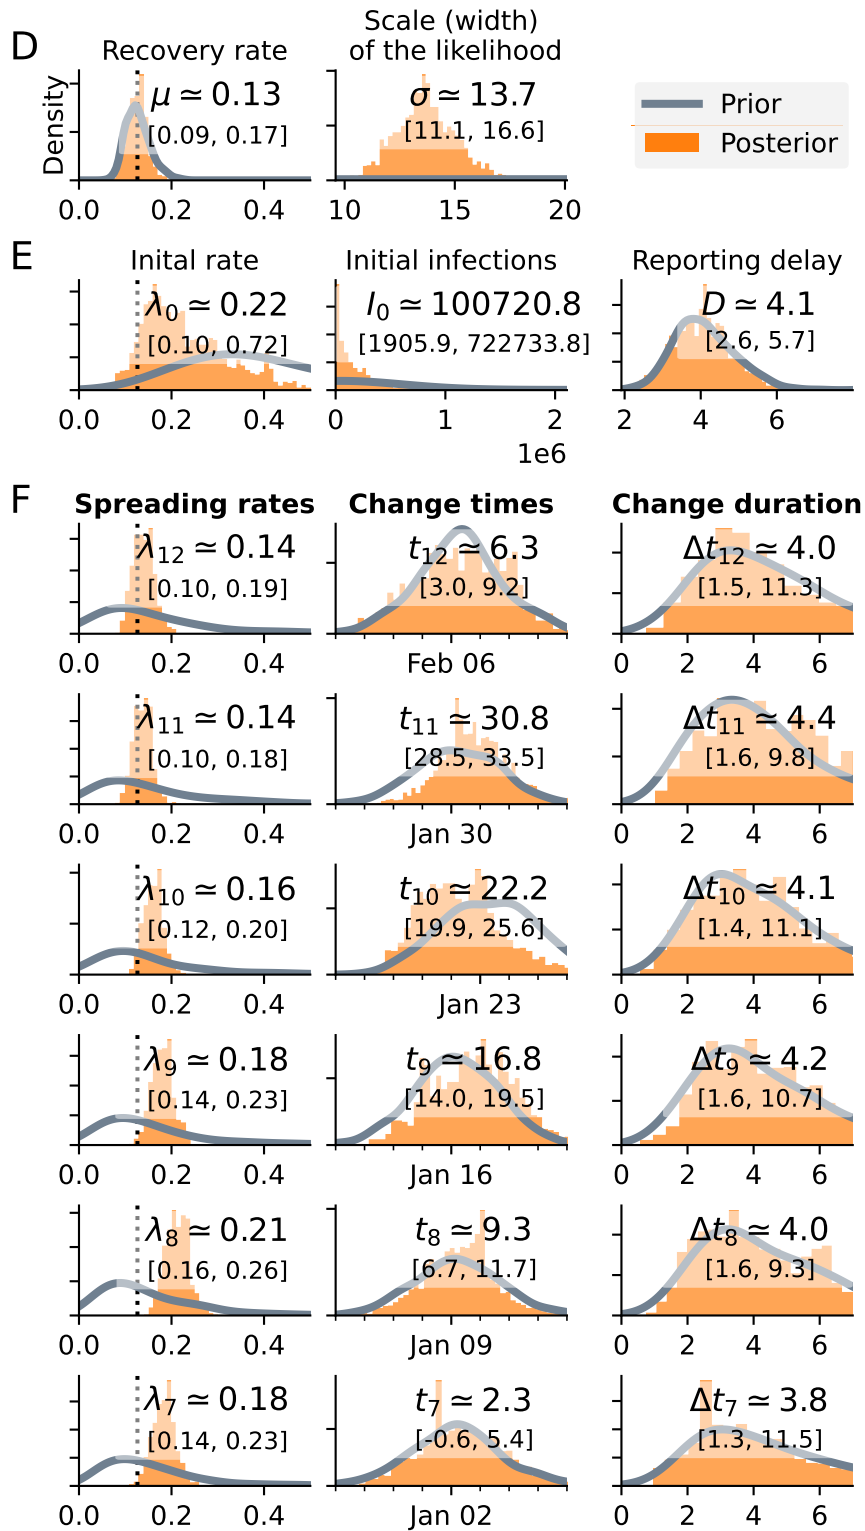 D
Recovery rate
Scale (width)
of the likelihood
Density
μ ≃ 0.13
[0.09, 0.17]
σ ≃ 13.7
[11.1, 16.6]
Prior
Posterior
0.0 0.2 0.4
10 15 20
E
Inital rate
Initial infections
Reporting delay
λ0 ≃ 0.22
[0.10, 0.72]
I0 ≃ 100720.8
[1905.9, 722733.8]
D ≃ 4.1
[2.6, 5.7]
0.0 0.2 0.4
0 1 2
1e6
2 4 6
F
Spreading rates
Change times
Change duration
λ12 ≃ 0.14
[0.10, 0.19]
t12 ≃ 6.3
[3.0, 9.2]
Δt12 ≃ 4.0
[1.5, 11.3]
0.0 0.2 0.4
Feb 06
0 2 4 6
λ11 ≃ 0.14
[0.10, 0.18]
t11 ≃ 30.8
[28.5, 33.5]
Δt11 ≃ 4.4
[1.6, 9.8]
0.0 0.2 0.4
Jan 30
0 2 4 6
λ10 ≃ 0.16
[0.12, 0.20]
t10 ≃ 22.2
[19.9, 25.6]
Δt10 ≃ 4.1
[1.4, 11.1]
0.0 0.2 0.4
Jan 23
0 2 4 6
λ9 ≃ 0.18
[0.14, 0.23]
t9 ≃ 16.8
[14.0, 19.5]
Δt9 ≃ 4.2
[1.6, 10.7]
0.0 0.2 0.4
Jan 16
0 2 4 6
λ8 ≃ 0.21
[0.16, 0.26]
t8 ≃ 9.3
[6.7, 11.7]
Δt8 ≃ 4.0
[1.6, 9.3]
0.0 0.2 0.4
Jan 09
0 2 4 6
λ7 ≃ 0.18
[0.14, 0.23]
t7 ≃ 2.3
[-0.6, 5.4]
Δt7 ≃ 3.8
[1.3, 11.5]
0.0 0.2 0.4
Jan 02
0 2 4 6